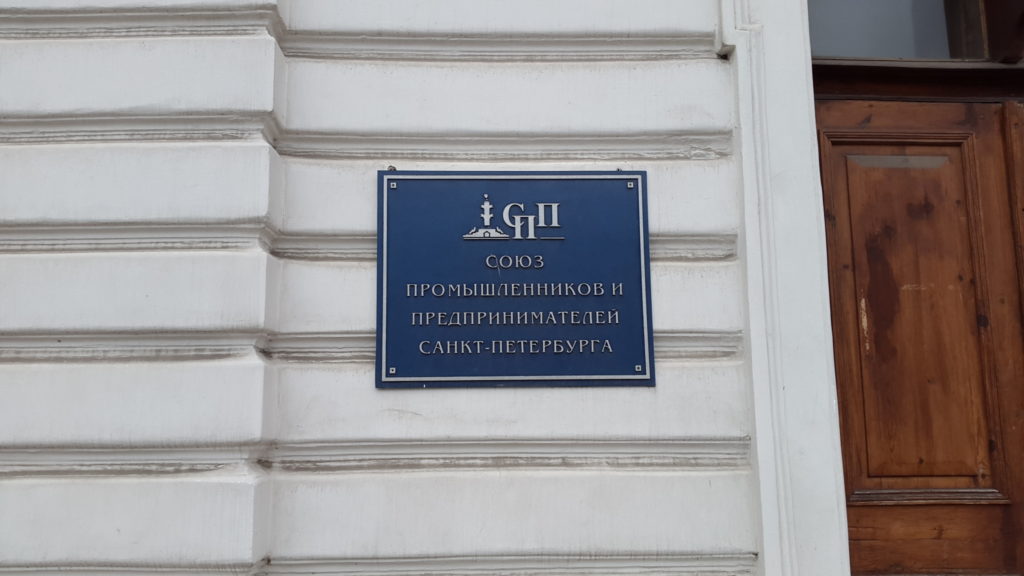 СПП
СОЮЗ
ПРОМЫШЛЕННИКОВ И
ПРЕДПРИНИМАТЕЛЕЙ
САНКТ-ПЕТЕРБУРГА